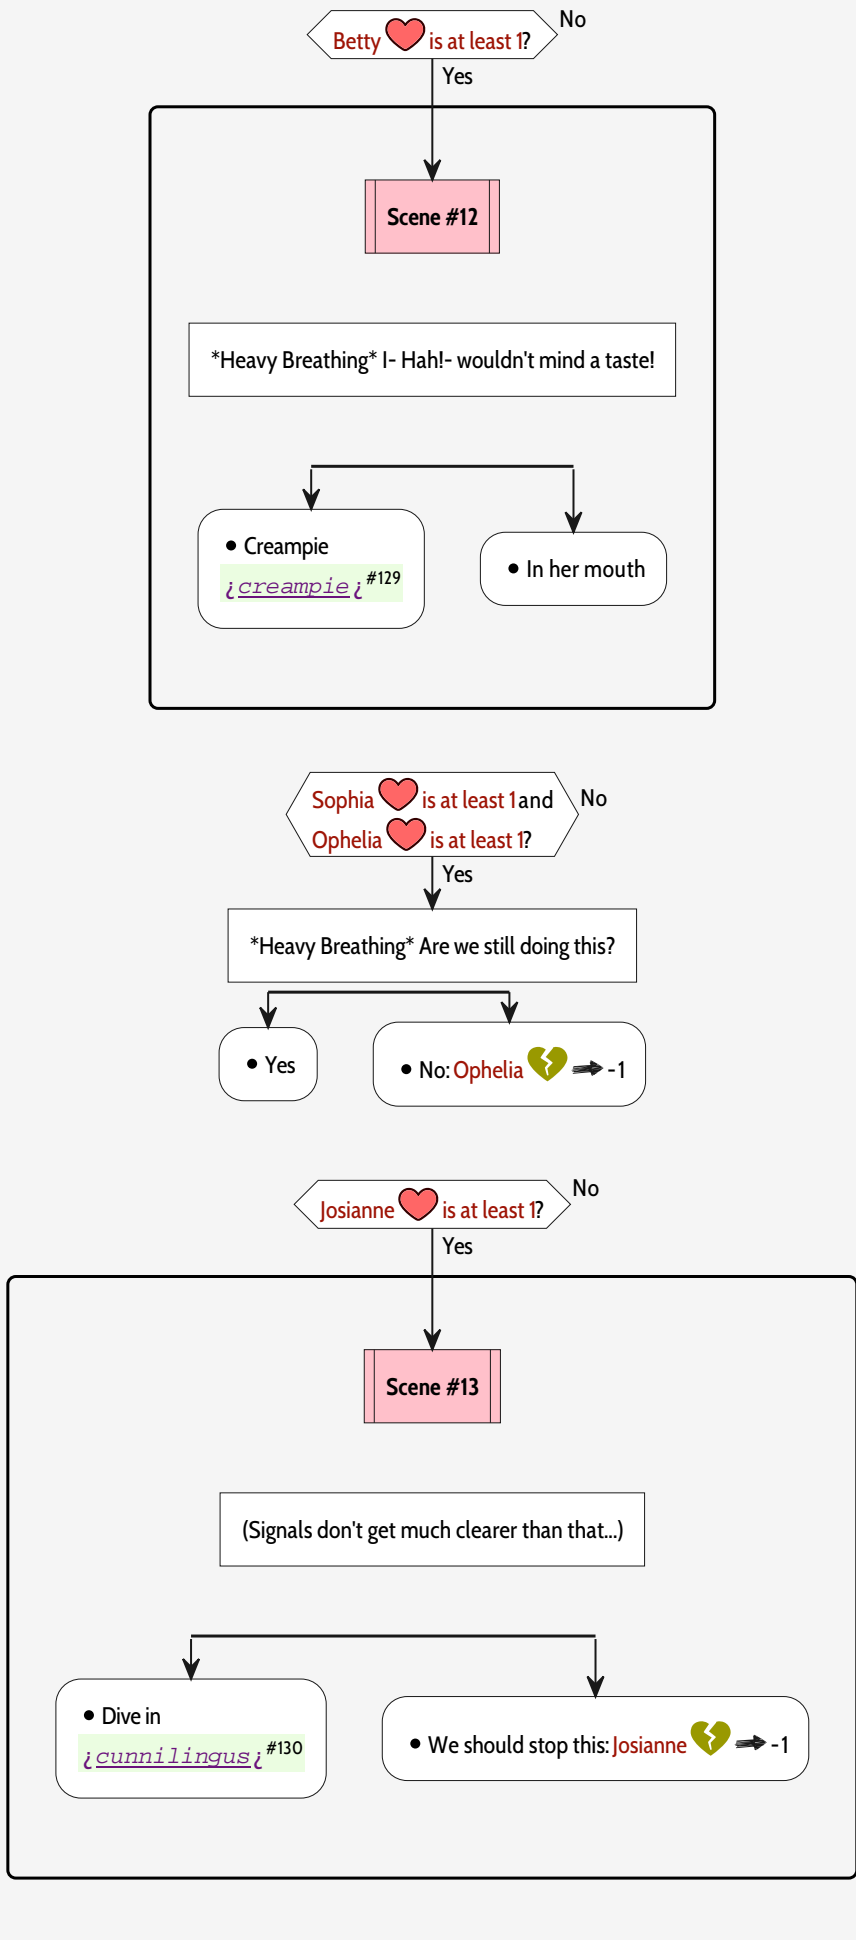 Betty is at least 1?
No
Yes
Scene #12
*Heavy Breathing* I- Hah!- wouldn't mind a taste!
• Creampie
¿creampie¿#129
• In her mouth
Sophia is at least 1 and
Ophelia is at least 1?
No
Yes
*Heavy Breathing* Are we still doing this?
• Yes
• No: Ophelia -1
Josianne is at least 1?
No
Yes
Scene #13
(Signals don't get much clearer than that...)
• Dive in
¿cunnilingus¿#130
• We should stop this: Josianne -1